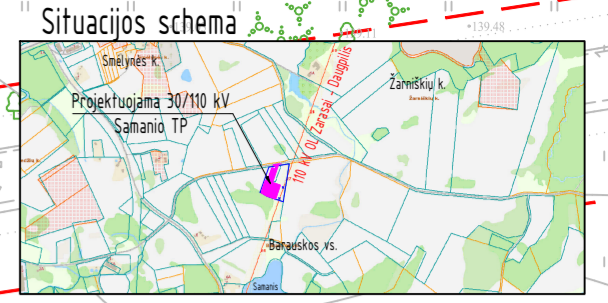 Situacijos schema
139.48
Smėlynės k.
Žarniškių k.
Žarniškių k.
Projektuojama 30/110 kV
Samanio TP
110 kV OL Zarasai - Daugpilis
Barauskos vs.
Samanis